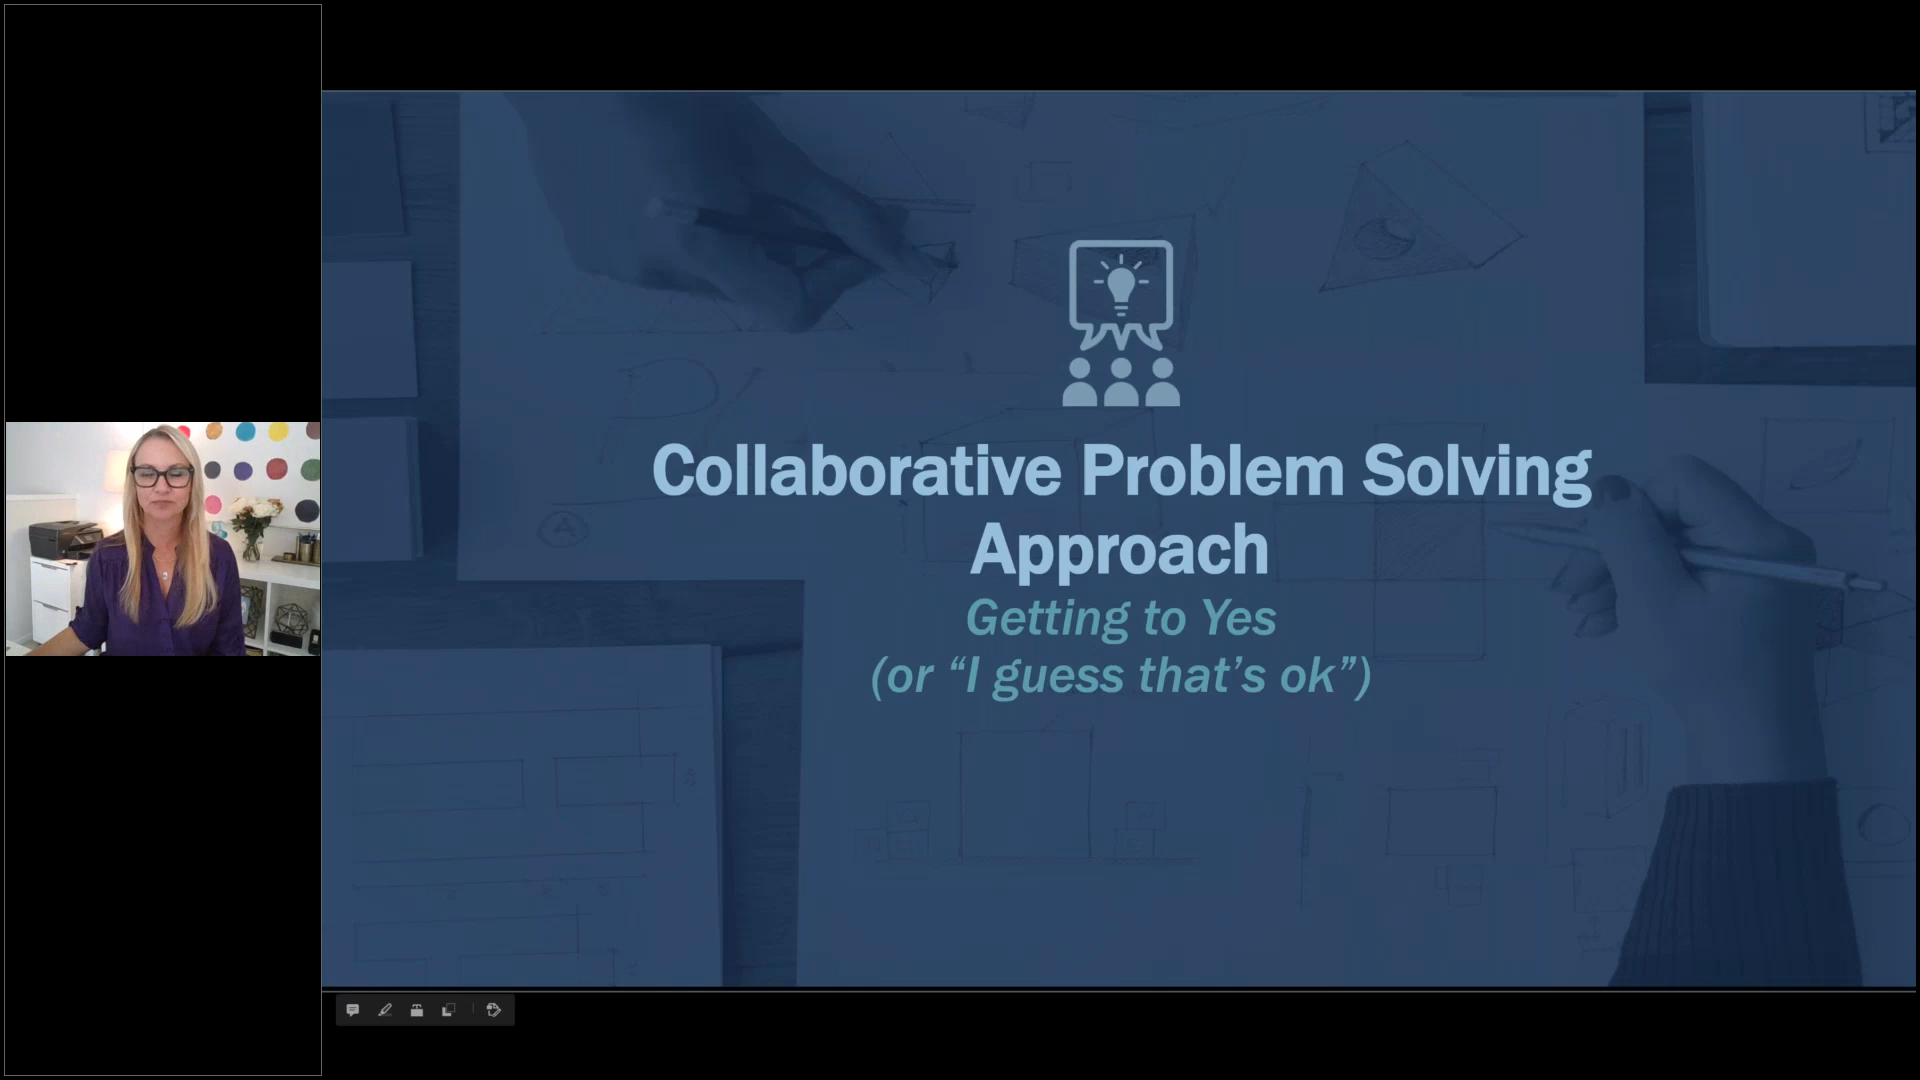 Collaborative Problem Solving
Approach
Getting to Yes
(or “I guess that’s ok”)
A